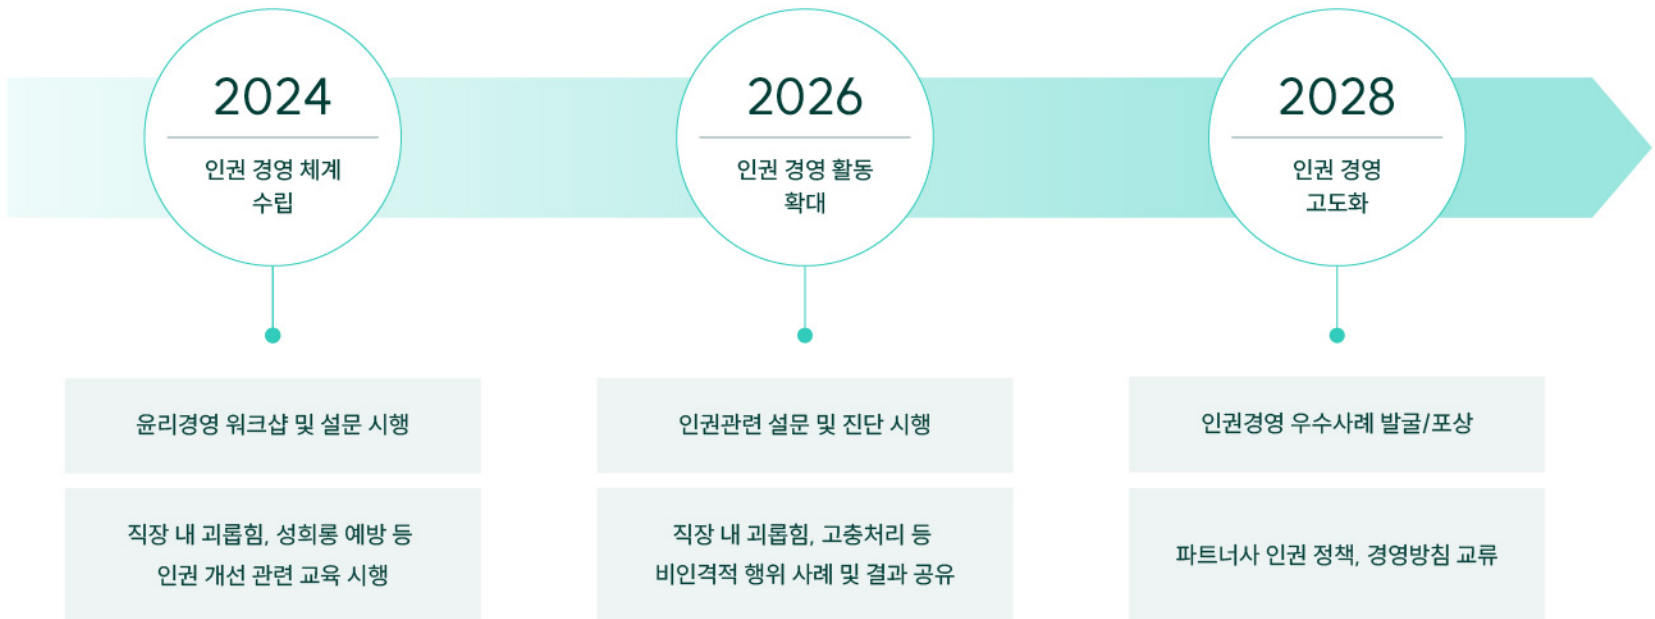 2024
인권 경영 체계
수립
2026
인권 경영 활동
확대
2028
인권 경영
고도화
윤리경영 워크샵 및 설문 시행
직장 내 괴롭힘, 성희롱 예방 등
인권 개선 관련 교육 시행
인권관련 설문 및 진단 시행
직장 내 괴롭힘, 고충처리 등
비인격적 행위 사례 및 결과 공유
인권경영 우수사례 발굴/포상
파트너사 인권 정책, 경영방침 교류